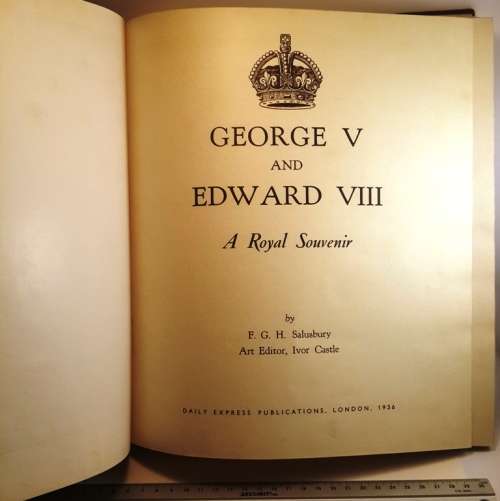 GEORGE V
AND
EDWARD VIII
A Royal Souvenir
by
F. G. H. Salusbury
Art Editor, Ivor Castle
DAILY EXPRESS PUBLICATIONS, LONDON, 1936